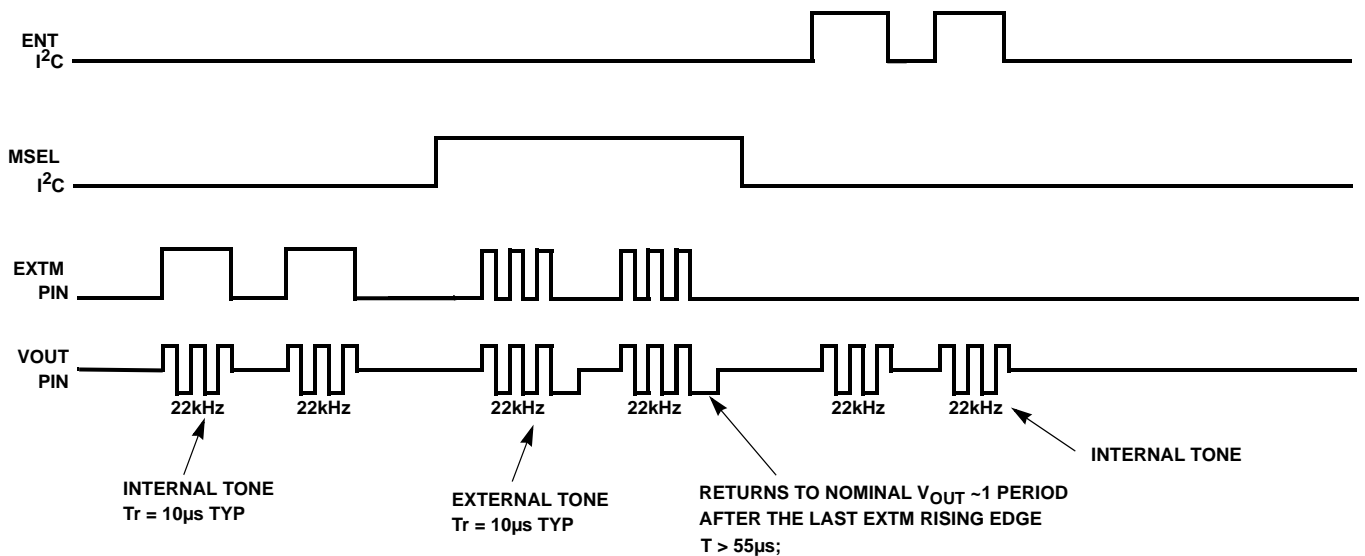 ENT
I²C
MSEL
I²C
EXTM
PIN
VOUT
PIN
22kHz 22kHz 22kHz 22kHz 22kHz 22kHz
INTERNAL TONE
Tr = 10µs TYP
EXTERNAL TONE
Tr = 10µs TYP
RETURNS TO NOMINAL VOUT ~1 PERIOD
AFTER THE LAST EXTM RISING EDGE
T > 55µs;
INTERNAL TONE